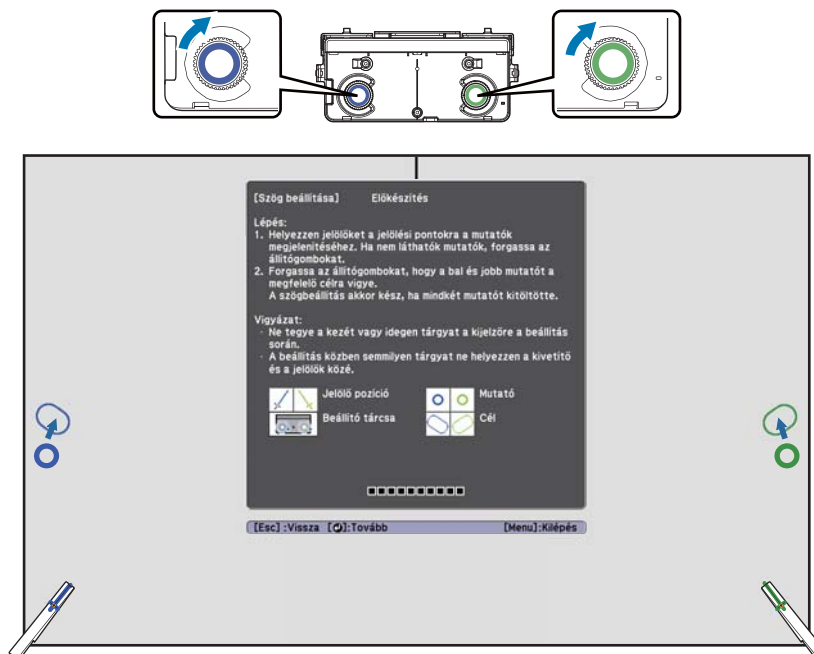 [Szög beállítása] Előkészítés
Lépés:
1. Helyezzen jelölőket a jelölési pontokra a mutatók
megjelenítéséhez. Ha nem láthatók mutatók, forgassa az
állítógombokat.
2. Forgassa az állítógombokat, hogy a bal és jobb mutatót a
megfelelő célra vigye.
A szögbeállítás akkor kész, ha mindkét mutatót kitöltötte.
Vigyázat:
· Ne tegye a kezét vagy idegen tárgyat a kijelzőre a beállítás
során.
· A beállítás közben semmilyen tárgyat ne helyezzen a kivetítő
és a jelölők közé.
Jelölő pozíció Mutató
Beállító tárcsa Cél
[Esc] :Vissza [⏎]:Tovább [Menu]:Kilépés